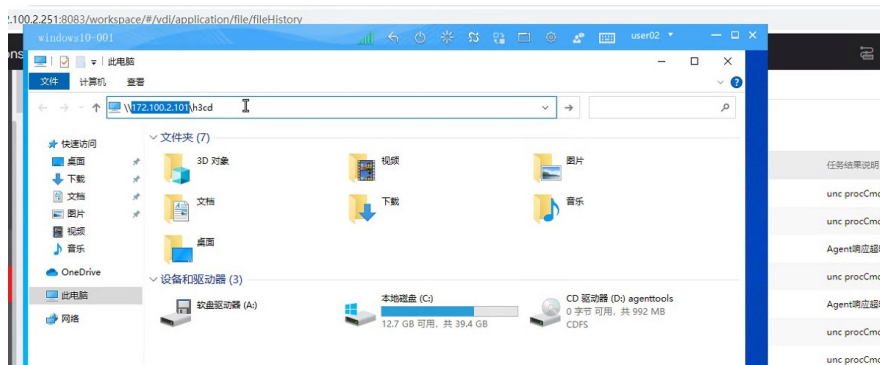 .100.2.251:8083/workspace/#/vdi/application/file/fileHistory
windows10-001
user02
此电脑
文件 计算机 查看
\\172.100.2.101\h3cd
快速访问
桌面
下载
文档
图片
视频
音乐
OneDrive
此电脑
网络
文件夹 (7)
3D 对象
视频
图片
文档
下载
音乐
桌面
设备和驱动器 (3)
软盘驱动器 (A:)
本地磁盘 (C:)
12.7 GB 可用, 共 39.4 GB
CD 驱动器 (D:) agenttools
0 字节 可用, 共 992 MB
CDFS
任务结果说明
unc procCmd
unc procCmd
Agent响应超
unc procCmd
Agent响应超
unc procCmd
unc procCmd